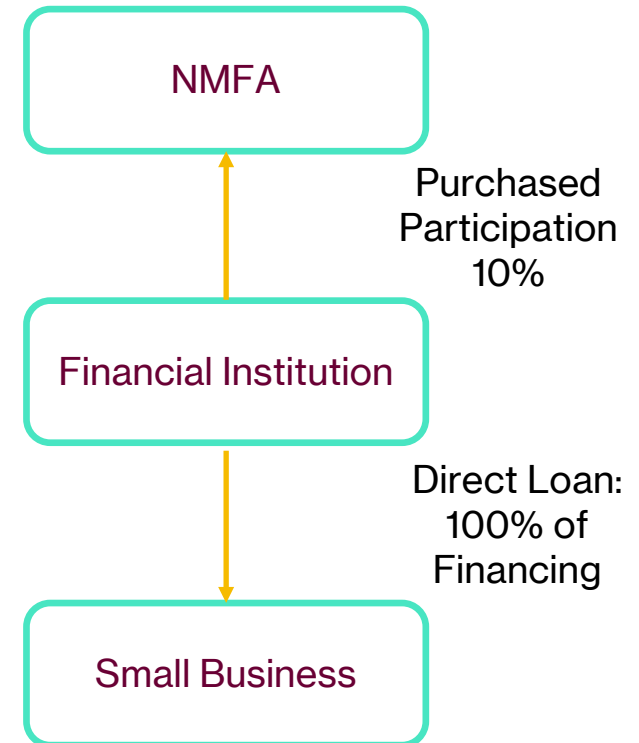 NMFA
Purchased
Participation
10%
Financial Institution
Direct Loan:
100% of
Financing
Small Business